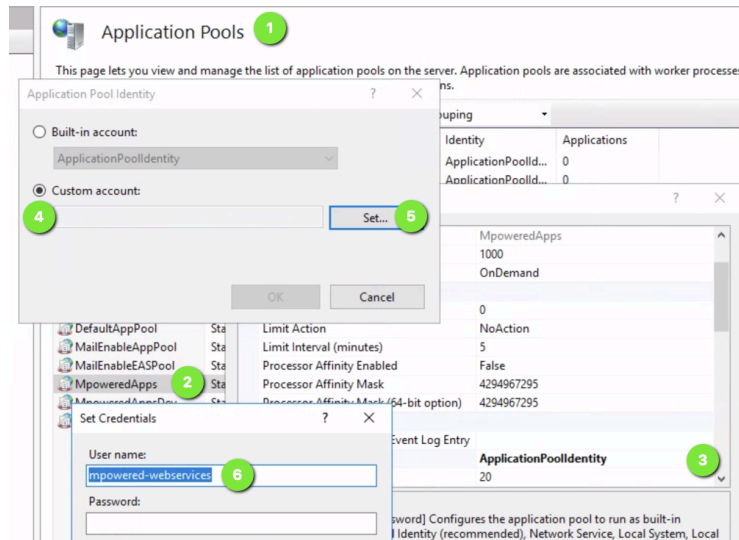 Application Pools 1
This page lets you view and manage the list of application pools on the server. Application pools are associated with worker processes
ns.
Application Pool Identity ? ×
Built-in account:
ApplicationPoolIdentity
Custom account:
4
Set... 5
OK Cancel
ouping
Identity Applications
ApplicationPoolId... 0
ApplicationPoolId... 0
? ×
MpoweredApps
1000
OnDemand
0
DefaultAppPool Sta Limit Action NoAction
MailEnableAppPool Sta Limit Interval (minutes) 5
MailEnableEASPool Sta Processor Affinity Enabled False
MpoweredApps 2 Sta Processor Affinity Mask 4294967295
MpoweredAppsDev Sta Processor Affinity Mask (64-bit option) 4294967295
Event Log Entry
ApplicationPoolIdentity 3
20
Set Credentials ? ×
User name:
mpowered-webservices 6
Password:
sword] Configures the application pool to run as built-in
l Identity (recommended), Network Service, Local System, Local